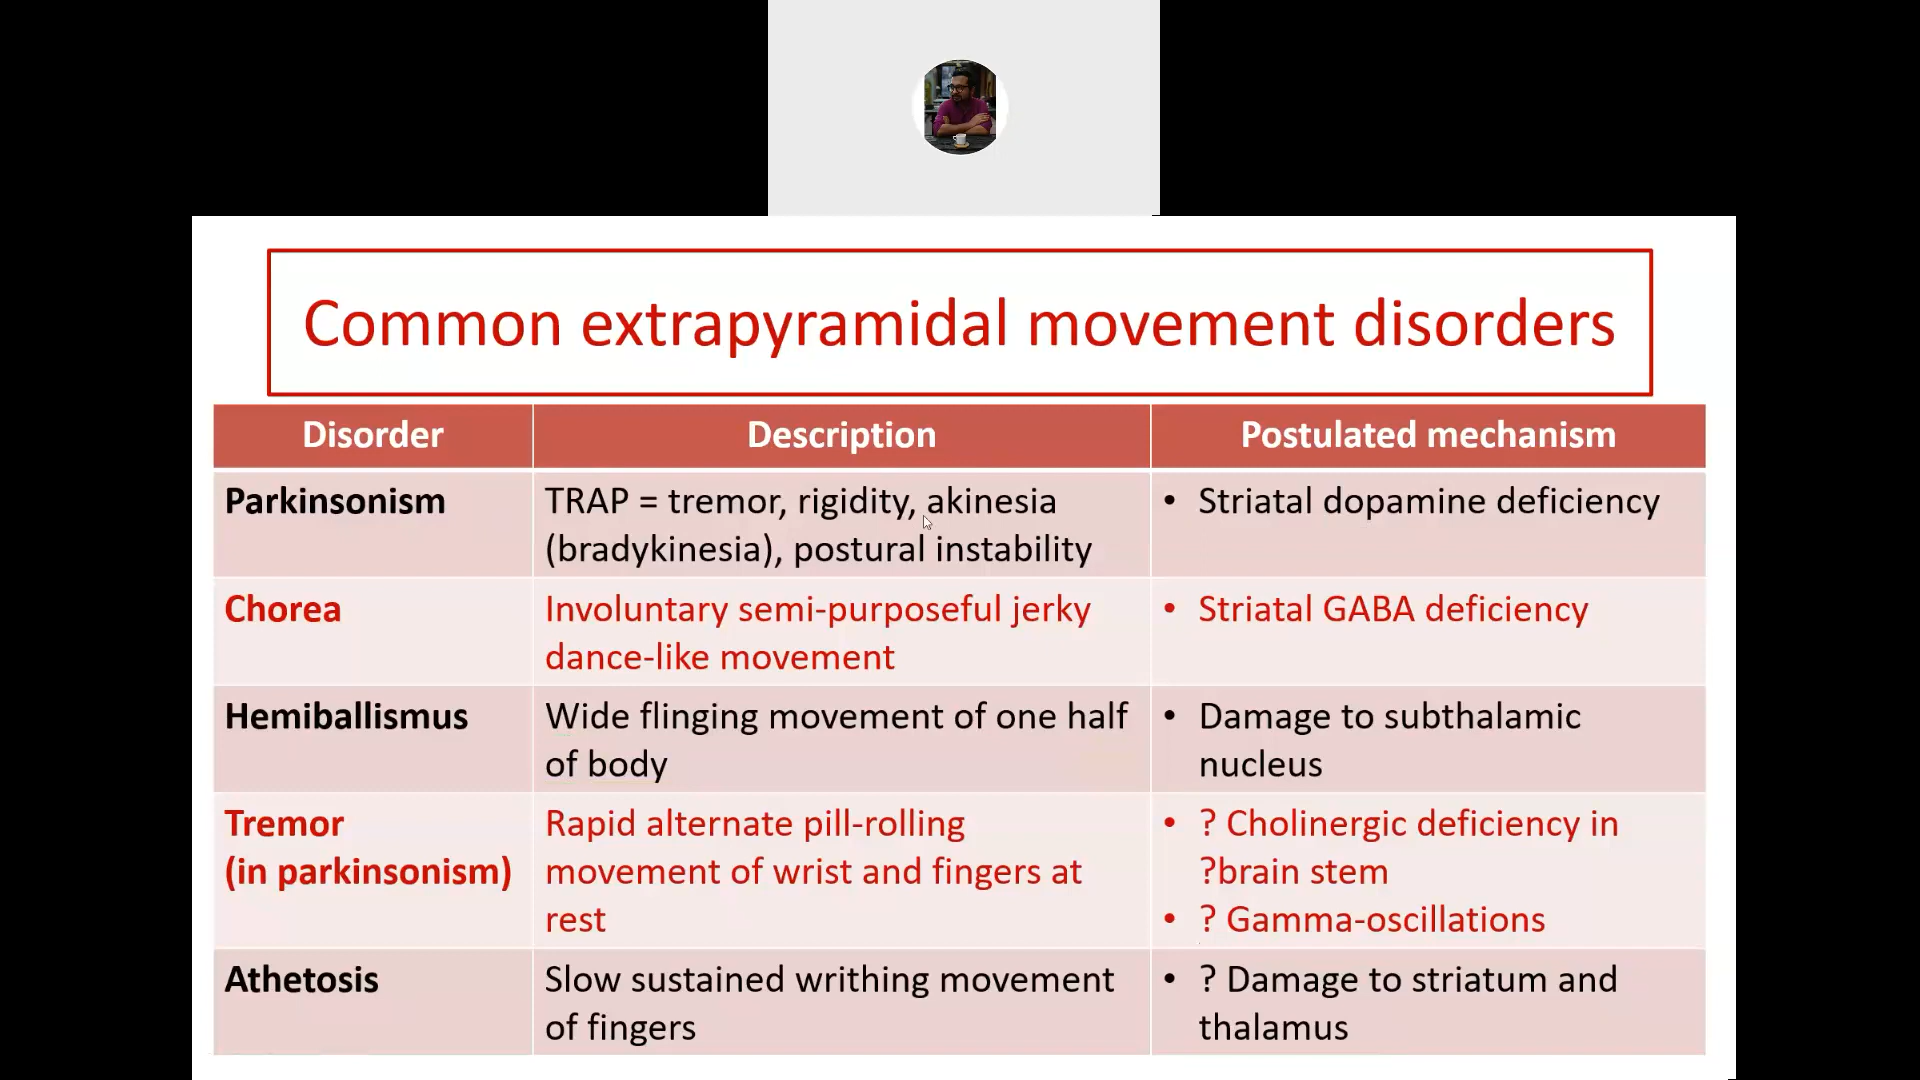 Common extrapyramidal movement disorders
Disorder
Description
Postulated mechanism
Parkinsonism
TRAP = tremor, rigidity, akinesia
(bradykinesia), postural instability
• Striatal dopamine deficiency
Chorea
Involuntary semi-purposeful jerky
dance-like movement
• Striatal GABA deficiency
Hemiballismus
Wide flinging movement of one half
of body
• Damage to subthalamic
nucleus
Tremor
(in parkinsonism)
Rapid alternate pill-rolling
movement of wrist and fingers at
rest
• ? Cholinergic deficiency in
?brain stem
• ? Gamma-oscillations
Athetosis
Slow sustained writhing movement
of fingers
• ? Damage to striatum and
thalamus